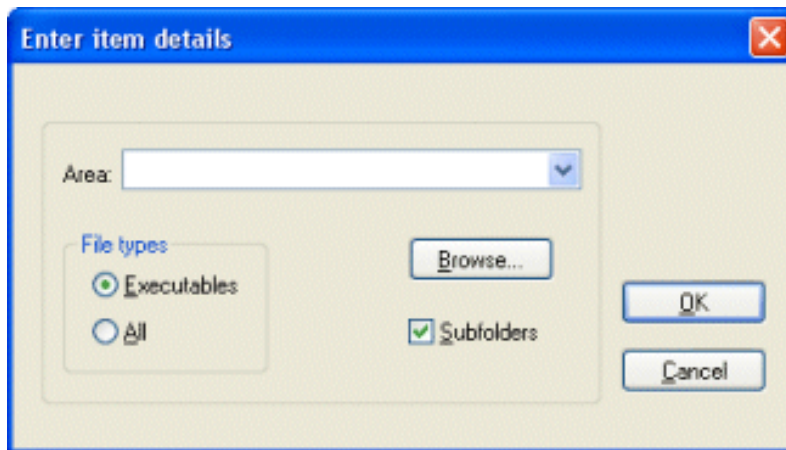 Enter item details
Area:
File types
Browse...
Executables
OK
All
Subfolders
Cancel